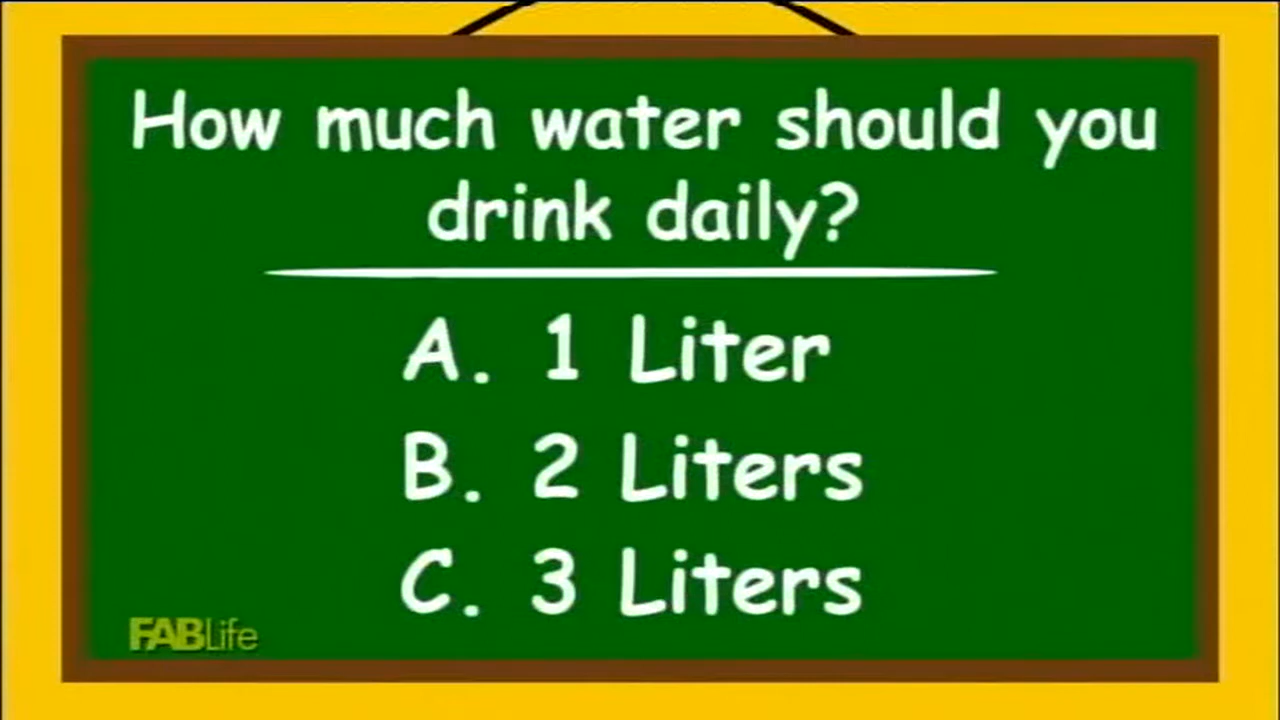 How much water should you
drink daily?
A. 1 Liter
B. 2 Liters
C. 3 Liters
FABLife